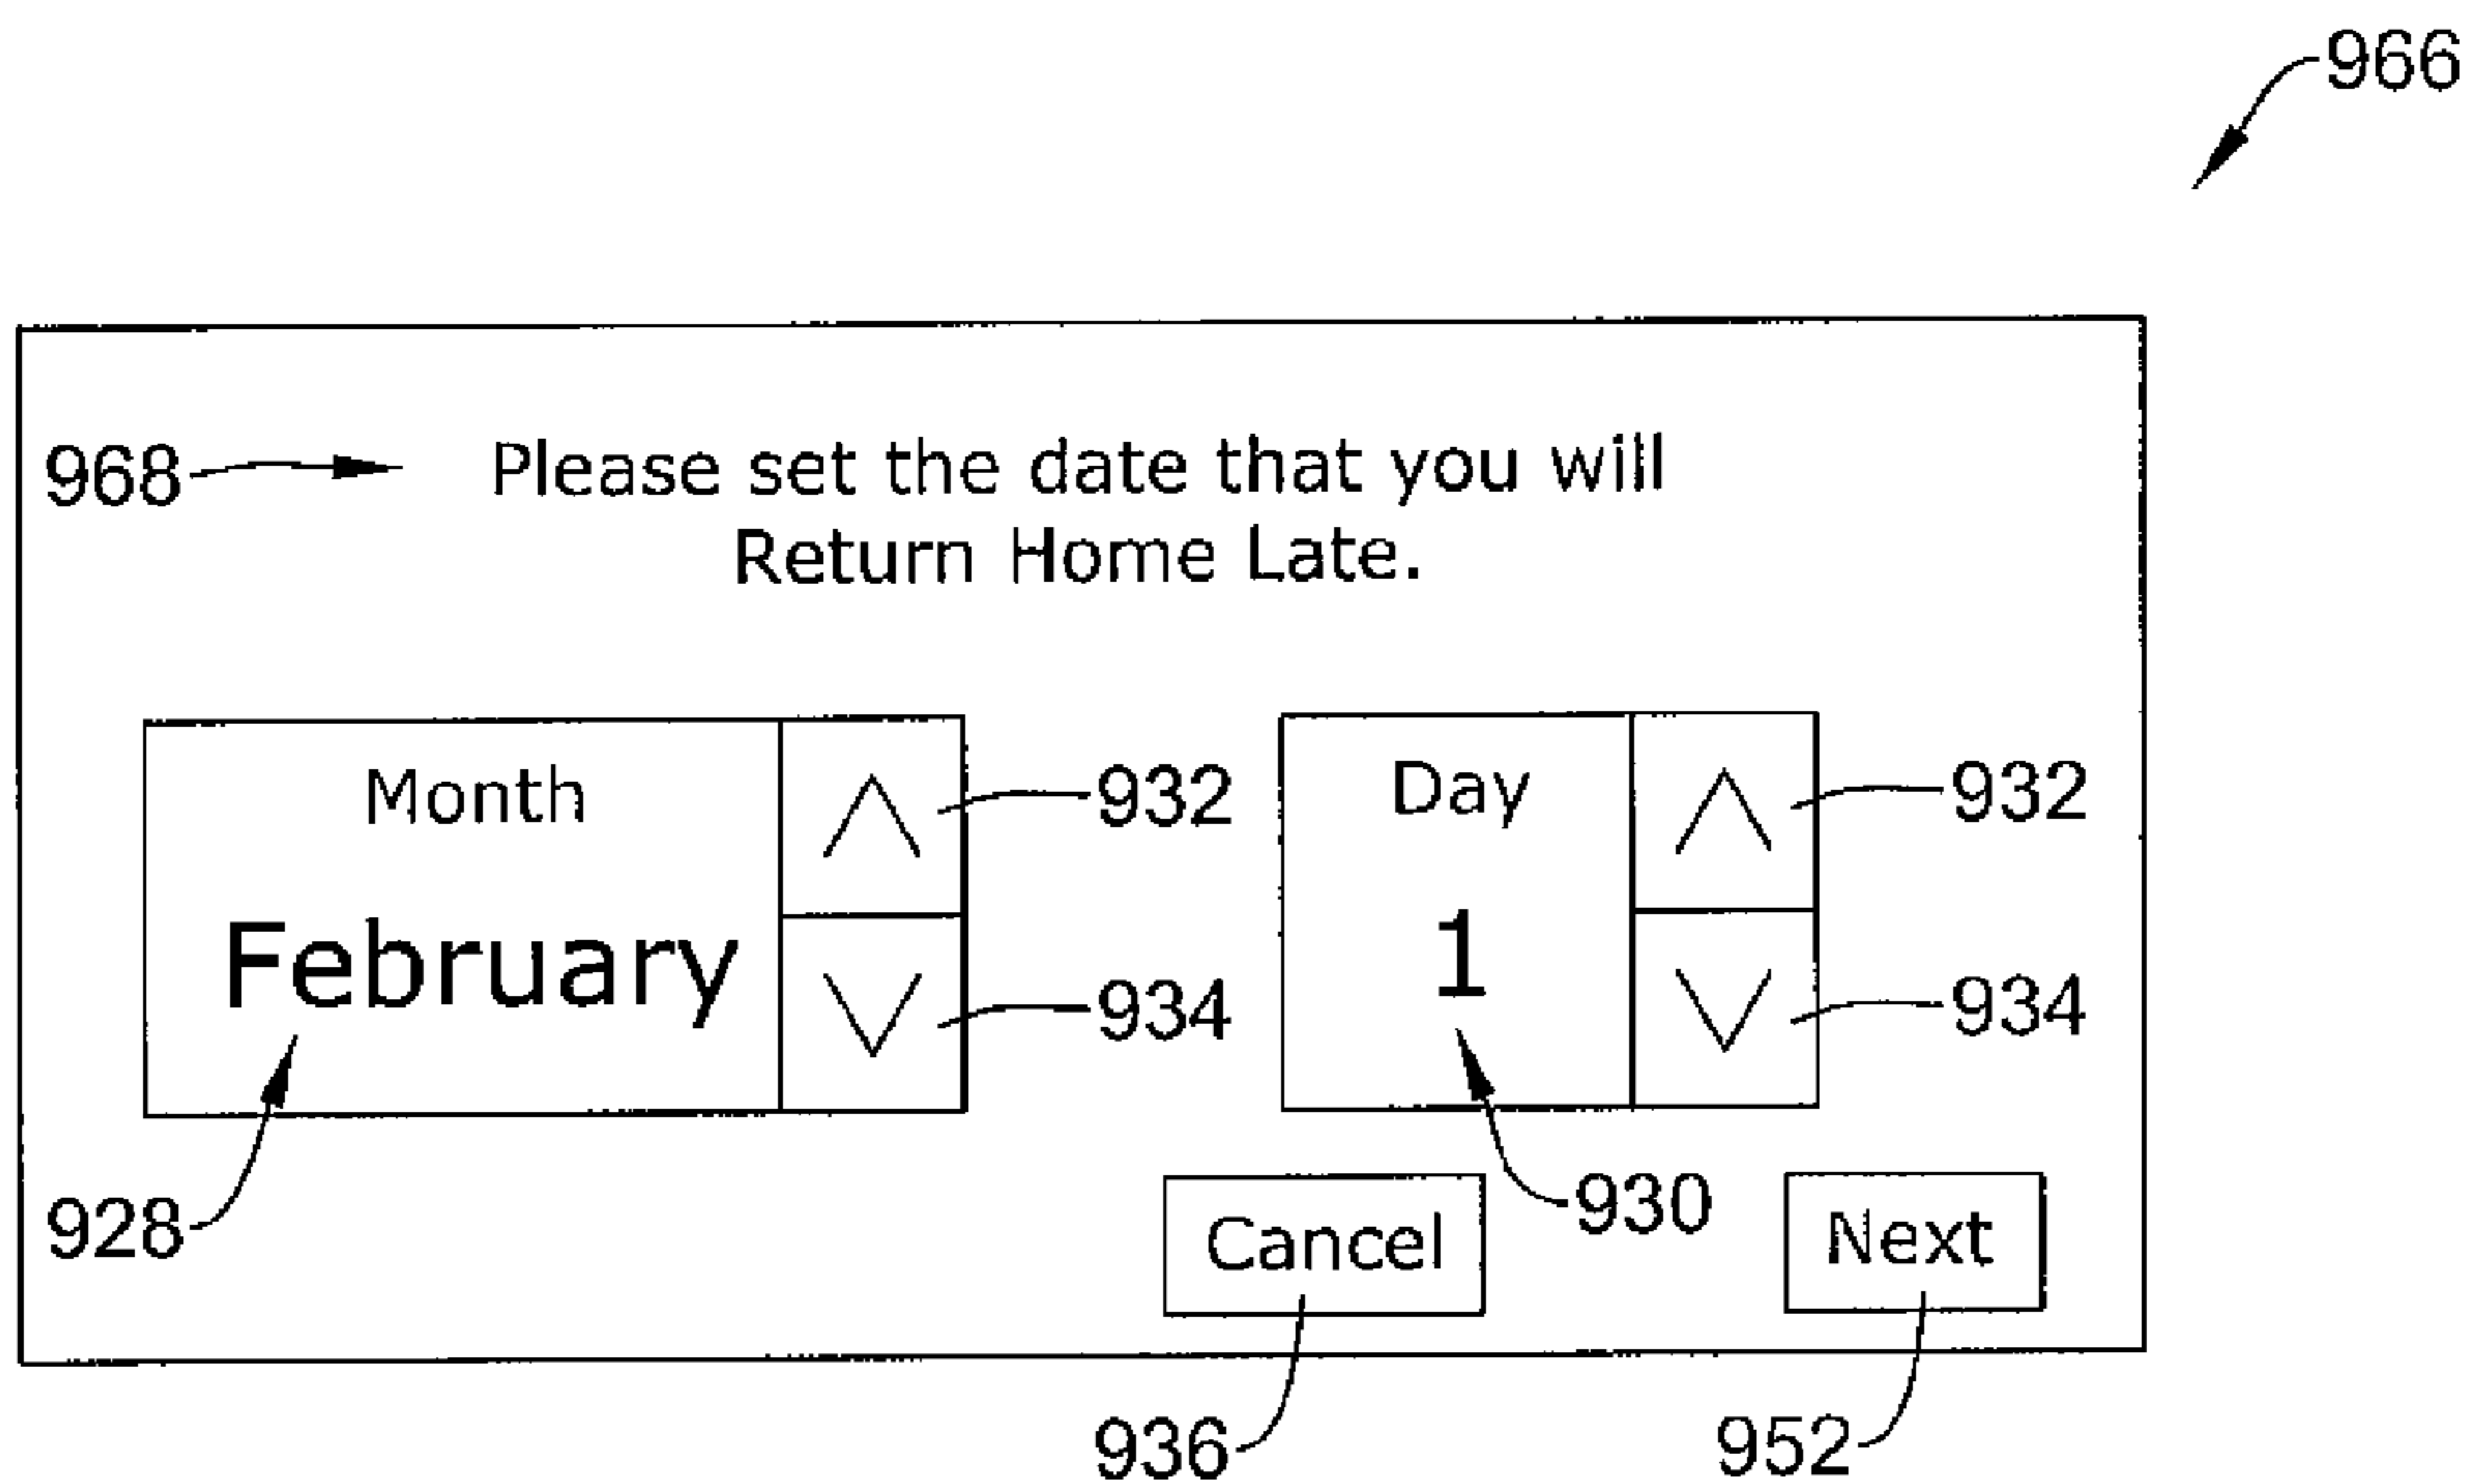 966
968 Please set the date that you will
Return Home Late.
Month 932 Day 932
February 934 1 934
928 Cancel 930 Next
936 952